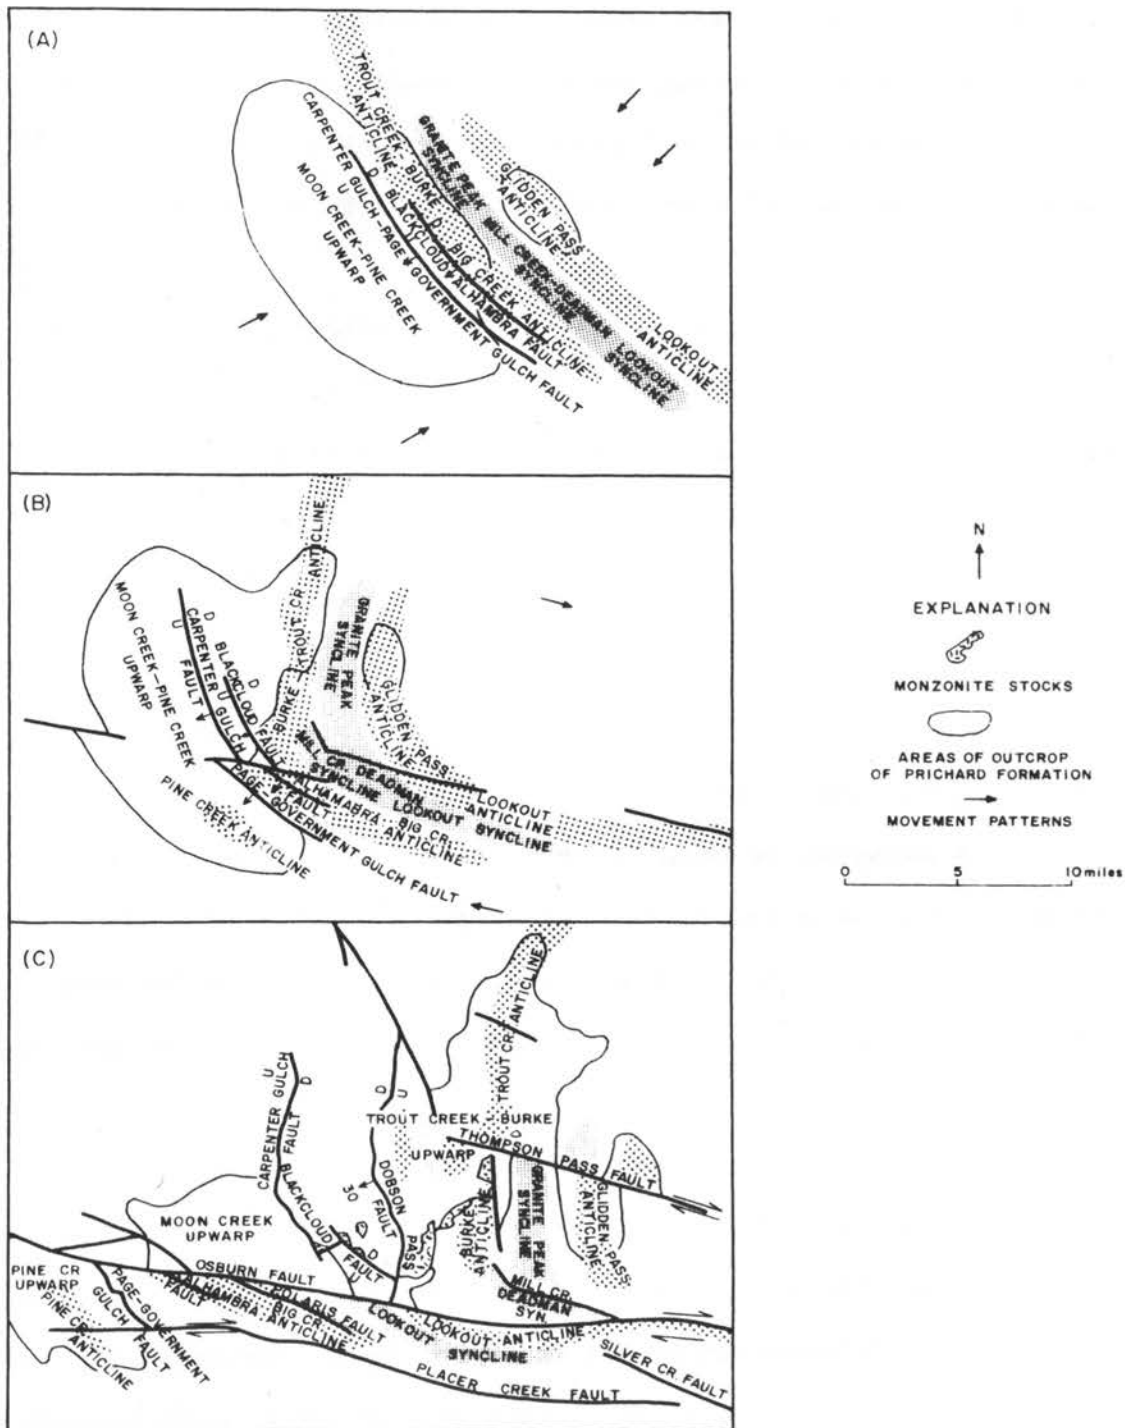 (A)
TROUT CREEK-BURKE
ANTICLINE
CARPENTER GULCH-PAGE GOVERNMENT GULCH FAULT
MOON CREEK-PINE CREEK
UPWARP
D
U
BLACKCLOUD ALHAMBRA FAULT
D
U
BIG CREEK ANTICLINE
GRANITE PEAK
SYNCLINE
MILL CREEK-DEADMAN
SYNCLINE
LOOKOUT
SYNCLINE
GLIDDEN PASS
ANTICLINE
LOOKOUT
ANTICLINE
(B)
MOON CREEK-PINE CREEK
UPWARP
D
U
CARPENTER GULCH
FAULT
BLACKCLOUD FAULT
D
U
BURKE-TROUT CR. ANTICLINE
GRANITE PEAK
SYNCLINE
GLIDDEN PASS
ANTICLINE
MILL CR. DEADMAN
SYNCLINE LOOKOUT SYNCLINE
LOOKOUT
ANTICLINE
ALHAMABRA
FAULT
BIG CR.
ANTICLINE
PAGE-GOVERNMENT GULCH FAULT
PINE CREEK ANTICLINE
N
EXPLANATION
MONZONITE STOCKS
AREAS OF OUTCROP
OF PRICHARD FORMATION
MOVEMENT PATTERNS
0 5 10 miles
(C)
TROUT CR. ANTICLINE
CARPENTER GULCH
FAULT
U
D
D
U
TROUT CREEK-BURKE
UPWARP
THOMPSON PASS FAULT
DOBSON PASS
FAULT
30
BLACKCLOUD
FAULT
D
U
BURKE
ANTICLINE
D
GRANITE PEAK
SYNCLINE
GLIDDEN PASS
ANTICLINE
MOON CREEK
UPWARP
MILL CR.
DEADMAN
SYN.
PINE CR
UPWARP
OSBURN FAULT
POLARIS FAULT
ALHAMBRA
FAULT
BIG CR.
ANTICLINE
LOOKOUT
SYNCLINE
LOOKOUT ANTICLINE
PAGE-GOVERNMENT
GULCH FAULT
PINE CR.
ANTICLINE
PLACER CREEK FAULT
SILVER CR. FAULT